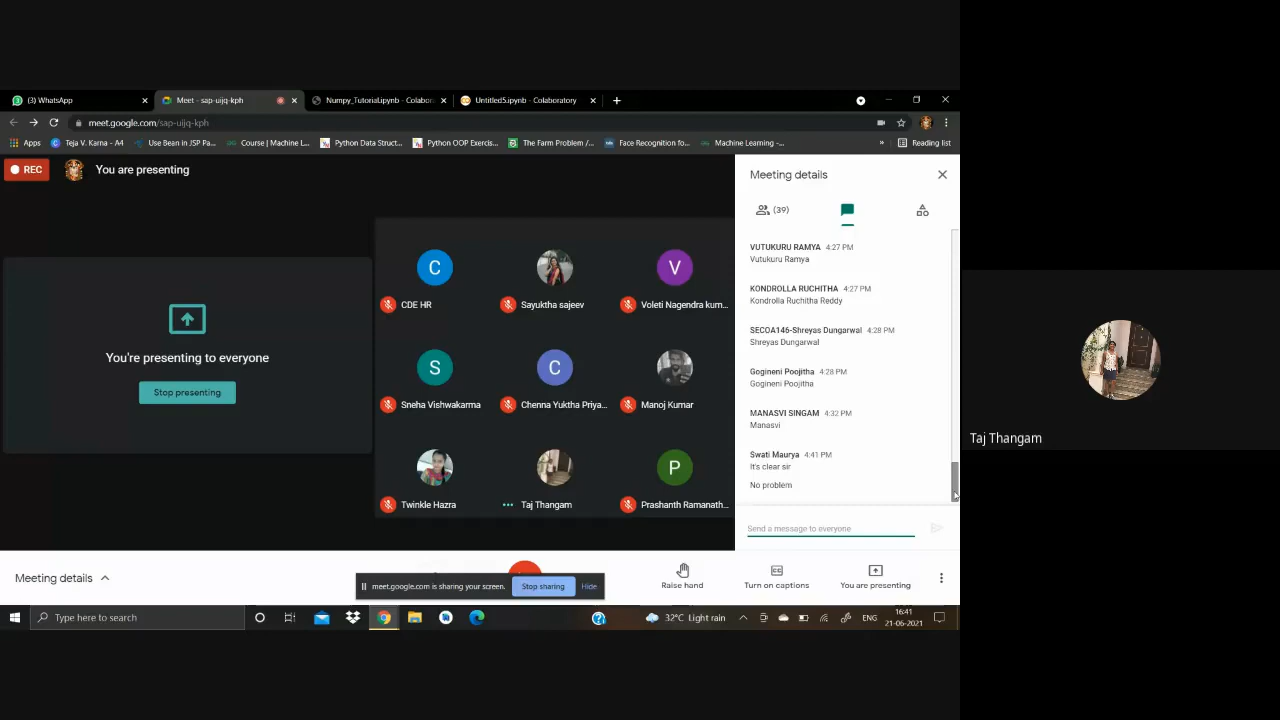 (3) WhatsApp
Meet - sap-uijq-kph
Numpy_Tutorial.ipynb - Colabora
Untitled5.ipynb - Colaboratory
meet.google.com/sap-uijq-kph
Apps
Teja V. Karna - A4
Use Bean in JSP Pa...
Course | Machine L...
Python Data Struct...
Python OOP Exercis...
The Farm Problem /...
Face Recognition fo...
Machine Learning -...
»
Reading list
REC
You are presenting
Meeting details
(39)
You're presenting to everyone
Stop presenting
C
CDE HR
Sayuktha sajeev
V
Voleti Nagendra kum...
S
Sneha Vishwakarma
C
Chenna Yuktha Priya...
Manoj Kumar
Twinkle Hazra
Taj Thangam
P
Prashanth Ramanath...
VUTUKURU RAMYA 4:27 PM
Vutukuru Ramya
KONDROLLA RUCHITHA 4:27 PM
Kondrolla Ruchitha Reddy
SECOA146-Shreyas Dungarwal 4:28 PM
Shreyas Dungarwal
Gogineni Poojitha 4:28 PM
Gogineni Poojitha
MANASVI SINGAM 4:32 PM
Manasvi
Swati Maurya 4:41 PM
It's clear sir
No problem
Send a message to everyone
Taj Thangam
Meeting details
meet.google.com is sharing your screen.
Stop sharing
Hide
Raise hand
Turn on captions
You are presenting
Type here to search
32°C Light rain
ENG
16:41
21-06-2021